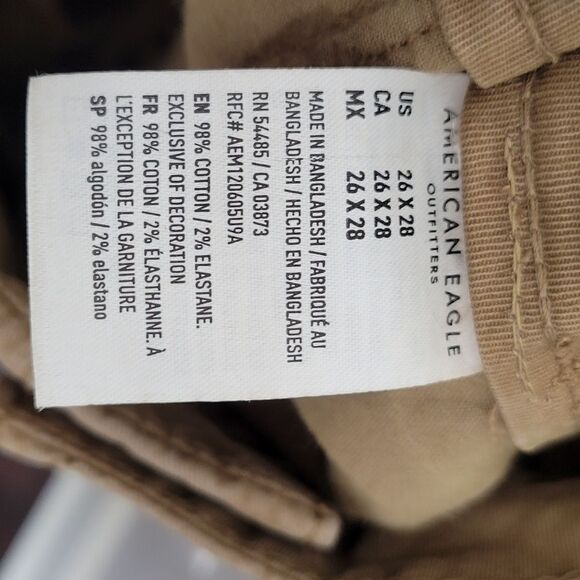 AMERICAN EAGLE
OUTFITTERS
US 26 X 28
CA 26 X 28
MX 26 X 28
MADE IN BANGLADESH / FABRIQUÉ AU
BANGLADESH / HECHO EN BANGLADESH
RN 54485 / CA 03873
RFC# AEM120605U9A
EN 98% COTTON / 2% ELASTANE.
EXCLUSIVE OF DECORATION
FR 98% COTON / 2% ÉLASTHANNE. À
L'EXCEPTION DE LA GARNITURE
SP 98% algodón / 2% elastano